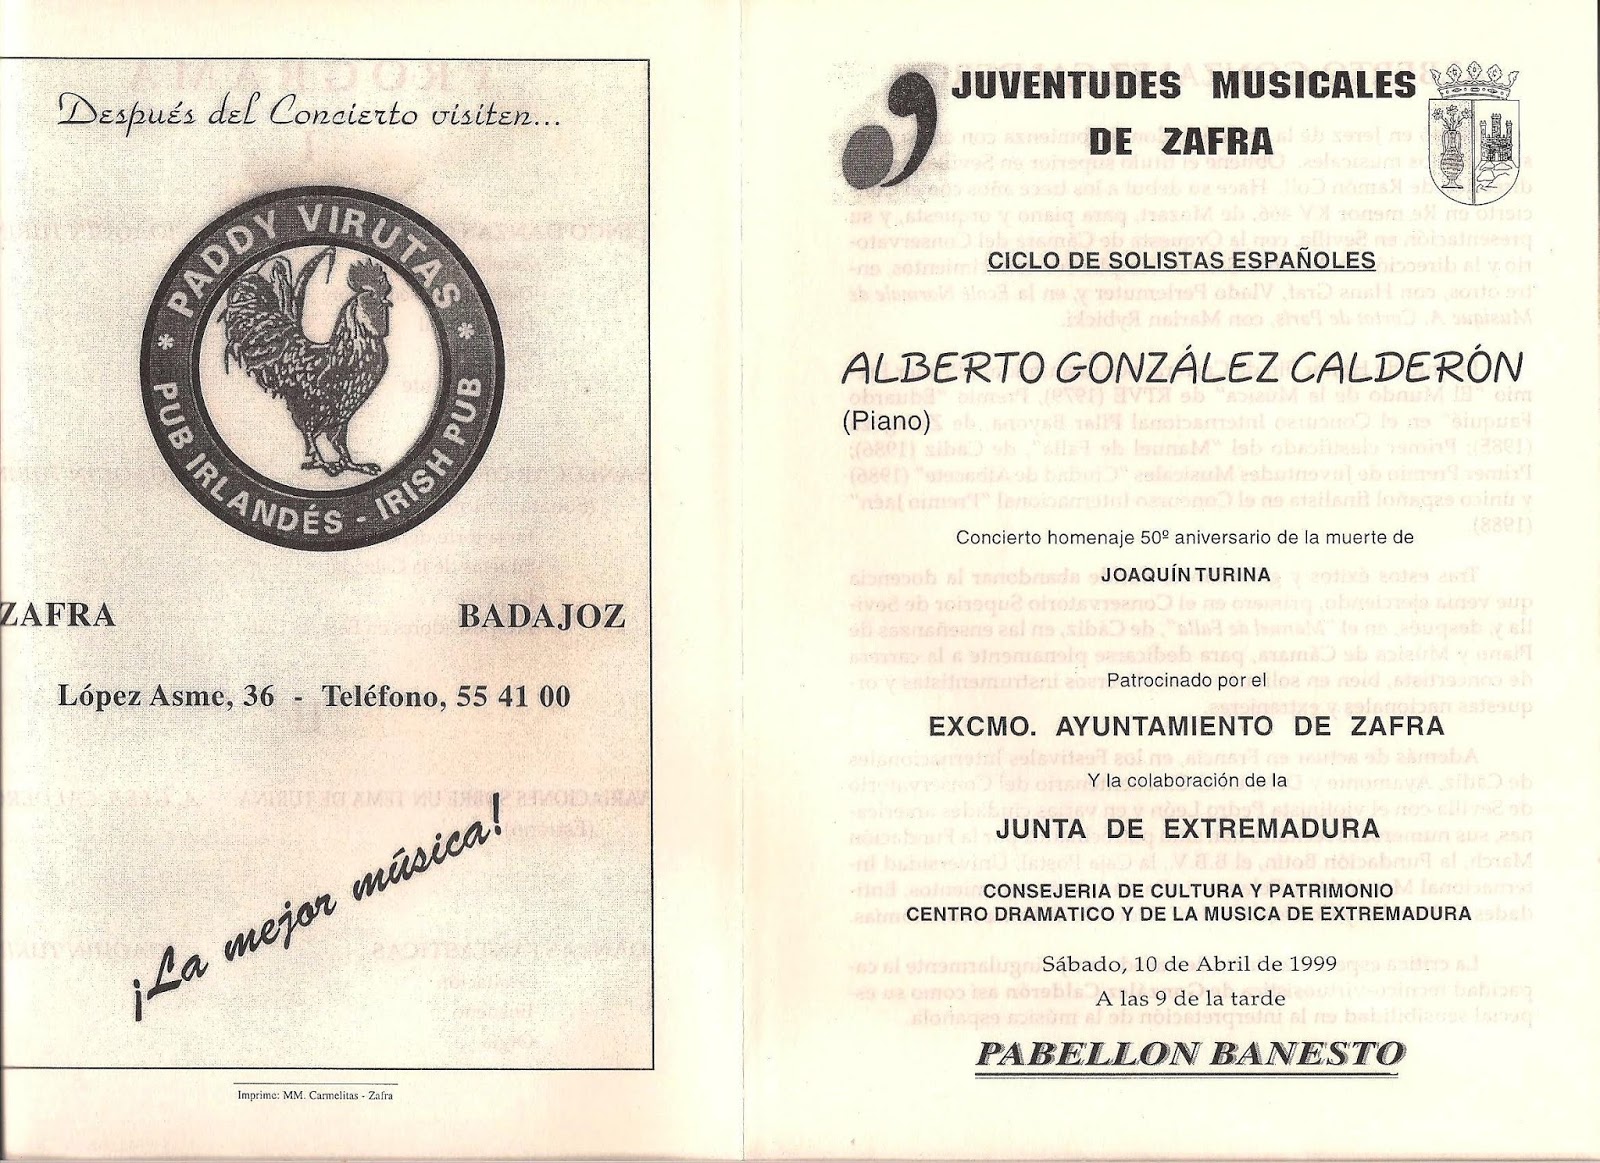 Después del Concierto visiten...
PADDY VIRUTAS
PUB IRLANDÉS - IRISH PUB
ZAFRA BADAJOZ
López Asme, 36 - Teléfono, 55 41 00
¡La mejor música!
Imprime: MM. Carmelitas - Zafra
JUVENTUDES MUSICALES
DE ZAFRA
CICLO DE SOLISTAS ESPAÑOLES
ALBERTO GONZÁLEZ CALDERÓN
(Piano)
Concierto homenaje 50º aniversario de la muerte de
JOAQUÍN TURINA
Patrocinado por el
EXCMO. AYUNTAMIENTO DE ZAFRA
Y la colaboración de la
JUNTA DE EXTREMADURA
CONSEJERIA DE CULTURA Y PATRIMONIO
CENTRO DRAMATICO Y DE LA MUSICA DE EXTREMADURA
Sábado, 10 de Abril de 1999
A las 9 de la tarde
PABELLON BANESTO